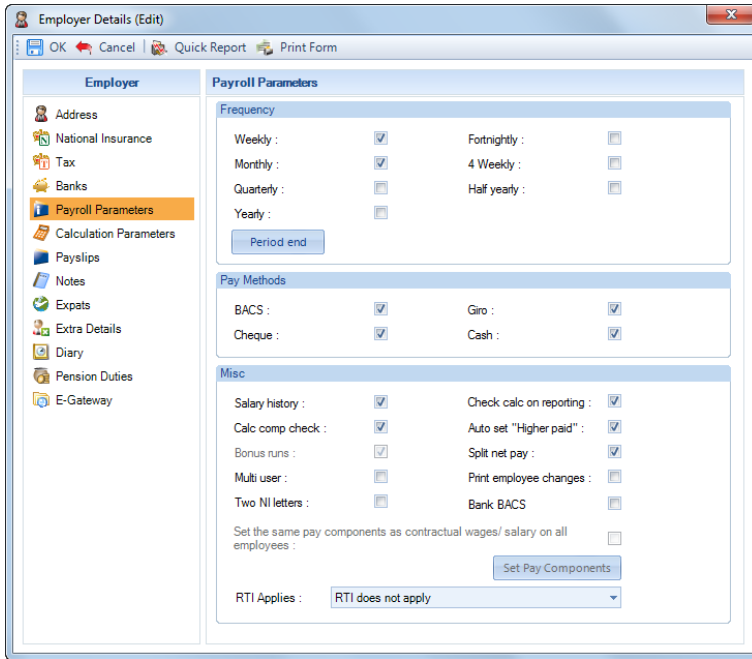 Employer Details (Edit)
OK Cancel Quick Report Print Form
Employer
Address
National Insurance
Tax
Banks
Payroll Parameters
Calculation Parameters
Payslips
Notes
Expats
Extra Details
Diary
Pension Duties
E-Gateway
Payroll Parameters
Frequency
Weekly : Fortnightly :
Monthly : 4 Weekly :
Quarterly : Half yearly :
Yearly :
Period end
Pay Methods
BACS : Giro :
Cheque : Cash :
Misc
Salary history : Check calc on reporting :
Calc comp check : Auto set "Higher paid" :
Bonus runs : Split net pay :
Multi user : Print employee changes :
Two NI letters : Bank BACS
Set the same pay components as contractual wages/ salary on all
employees :
Set Pay Components
RTI Applies : RTI does not apply